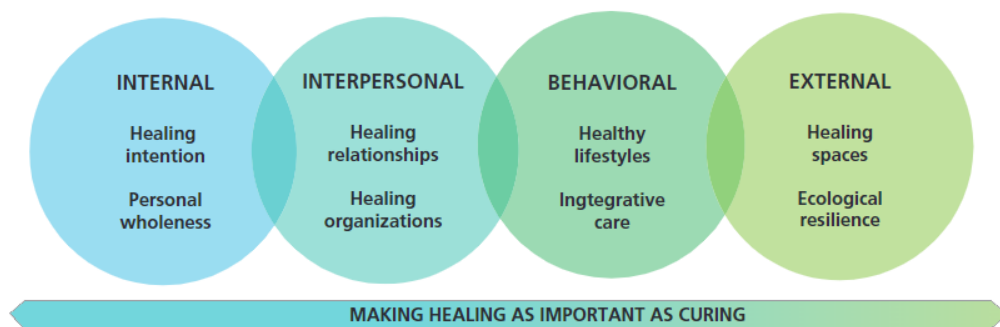 INTERNAL
Healing
intention
Personal
wholeness
INTERPERSONAL
Healing
relationships
Healing
organizations
BEHAVIORAL
Healthy
lifestyles
Ingtegrative
care
EXTERNAL
Healing
spaces
Ecological
resilience
MAKING HEALING AS IMPORTANT AS CURING